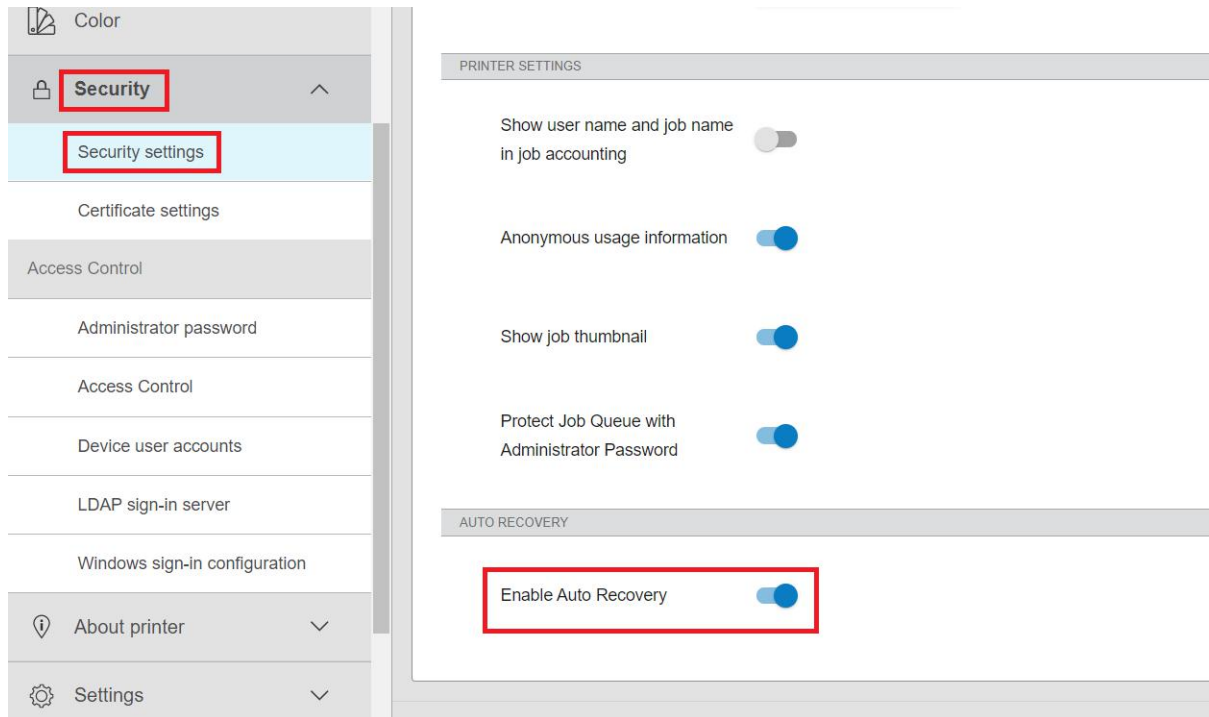 Color
Security
Security settings
Certificate settings
Access Control
Administrator password
Access Control
Device user accounts
LDAP sign-in server
Windows sign-in configuration
About printer
Settings
PRINTER SETTINGS
Show user name and job name
in job accounting
Anonymous usage information
Show job thumbnail
Protect Job Queue with
Administrator Password
AUTO RECOVERY
Enable Auto Recovery